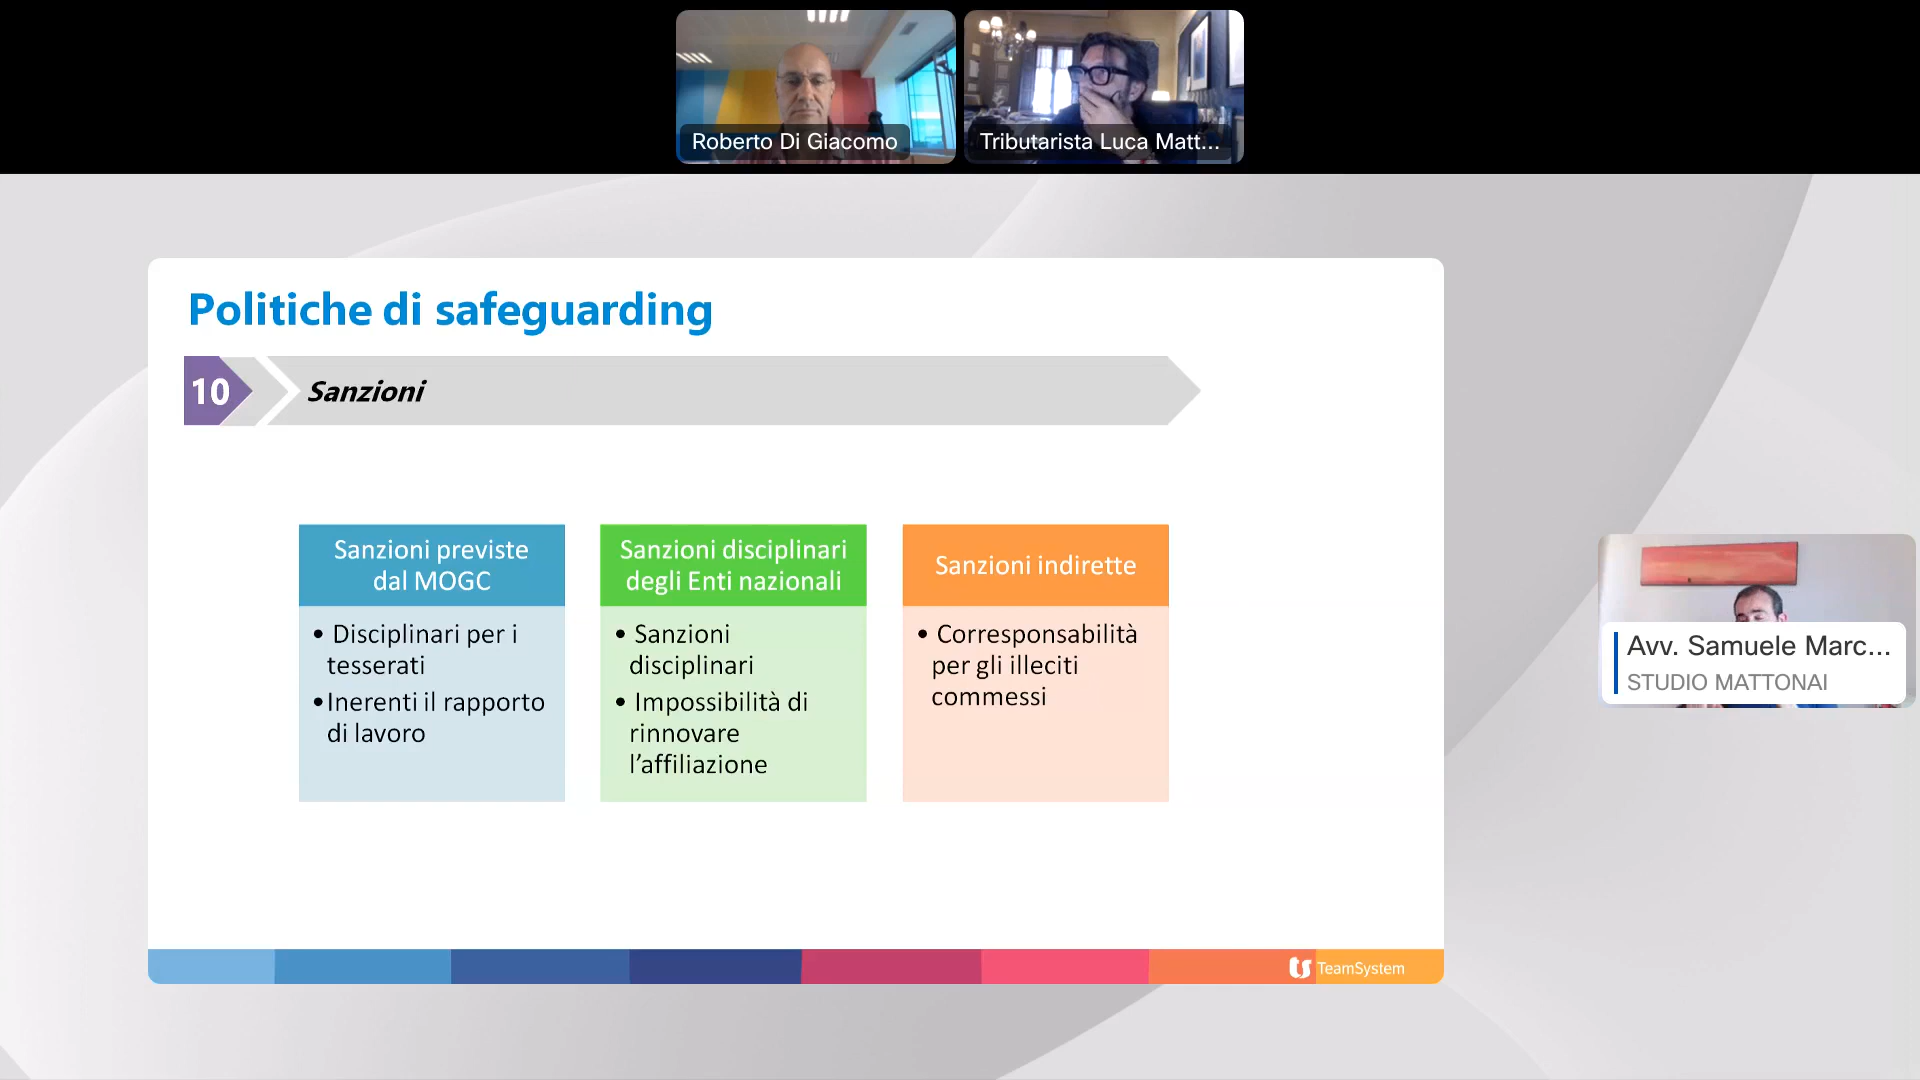 Roberto Di Giacomo
Tributarista Luca Matt...
Politiche di safeguarding
10
Sanzioni
Sanzioni previste
dal MOGC
• Disciplinari per i
tesserati
•Inerenti il rapporto
di lavoro
Sanzioni disciplinari
degli Enti nazionali
• Sanzioni
disciplinari
• Impossibilità di
rinnovare
l’affiliazione
Sanzioni indirette
• Corresponsabilità
per gli illeciti
commessi
Avv. Samuele Marc...
STUDIO MATTONAI
ts TeamSystem